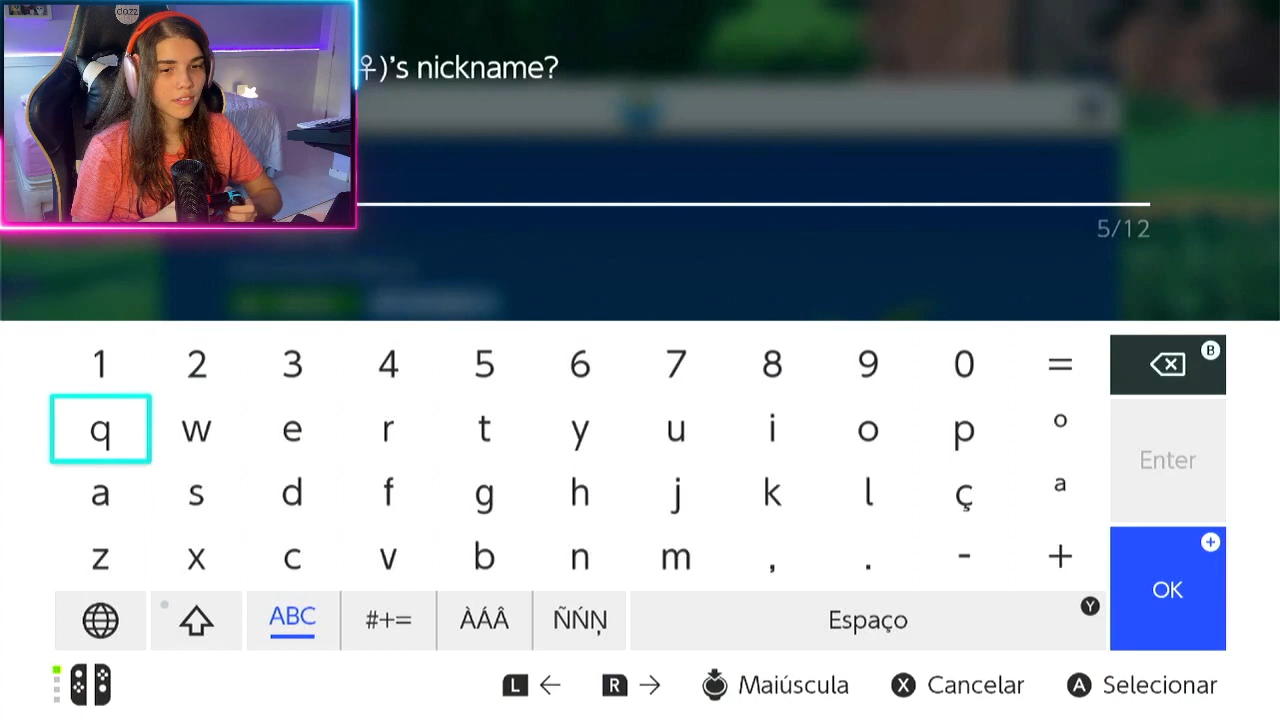 dazz
♀)'s nickname?
5/12
1 2 3 4 5 6 7 8 9 0 =
B
q w e r t y u i o p º
Enter
a s d f g h j k l ç ª
z x c v b n m , . - +
+
OK
ABC #+= ÀÁÂ ÑŃŅ Espaço Y
L ← R → Maiúscula X Cancelar A Selecionar